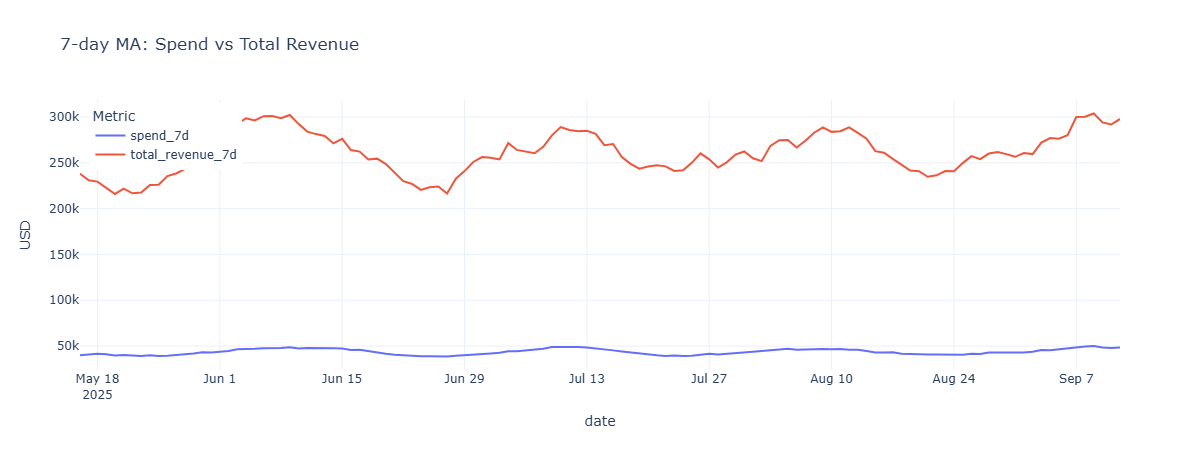 7-day MA: Spend vs Total Revenue
Metric
spend_7d
total_revenue_7d
300k
250k
200k
150k
100k
50k
USD
May 18
2025
Jun 1
Jun 15
Jun 29
Jul 13
Jul 27
Aug 10
Aug 24
Sep 7
date